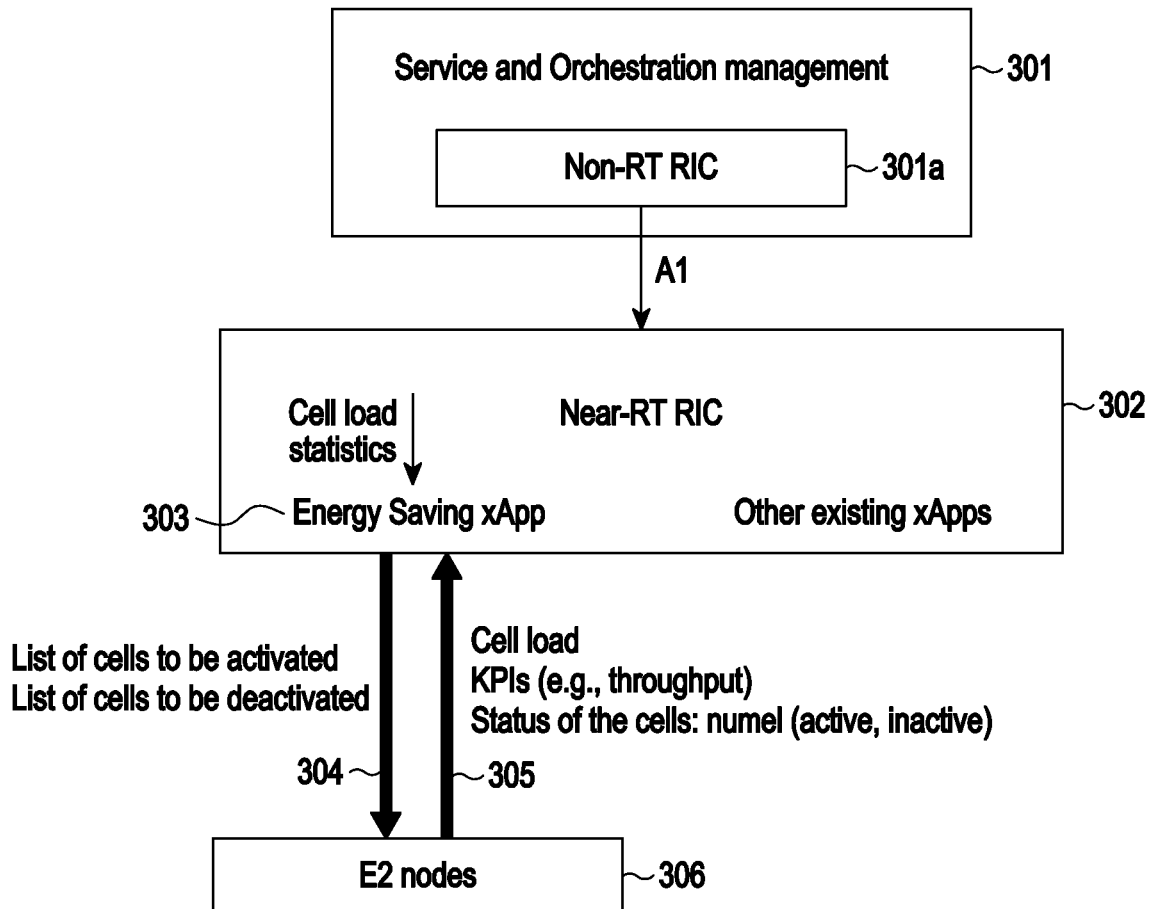 Service and Orchestration management
301
Non-RT RIC
301a
A1
Near-RT RIC
302
Cell load
statistics
303
Energy Saving xApp
Other existing xApps
List of cells to be activated
List of cells to be deactivated
Cell load
KPIs (e.g., throughput)
Status of the cells: numel (active, inactive)
304
305
E2 nodes
306